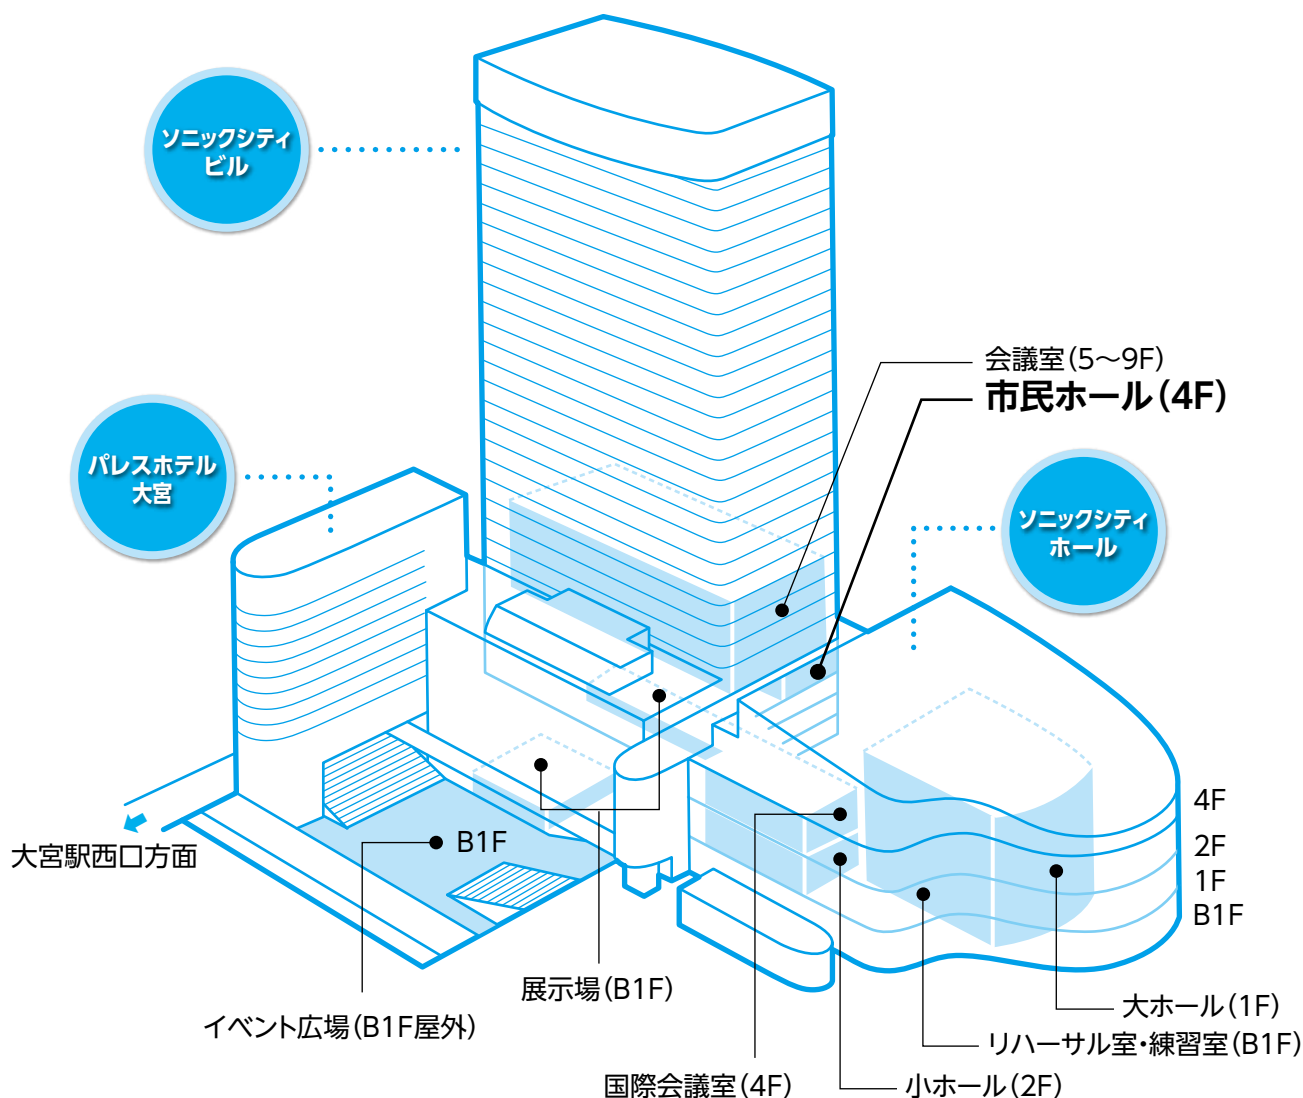 ソニックシティ
ビル
会議室(5〜9F)
市民ホール(4F)
パレスホテル
大宮
ソニックシティ
ホール
4F
2F
1F
B1F
大宮駅西口方面
B1F
展示場(B1F)
イベント広場(B1F屋外)
大ホール(1F)
リハーサル室・練習室(B1F)
国際会議室(4F)
小ホール(2F)